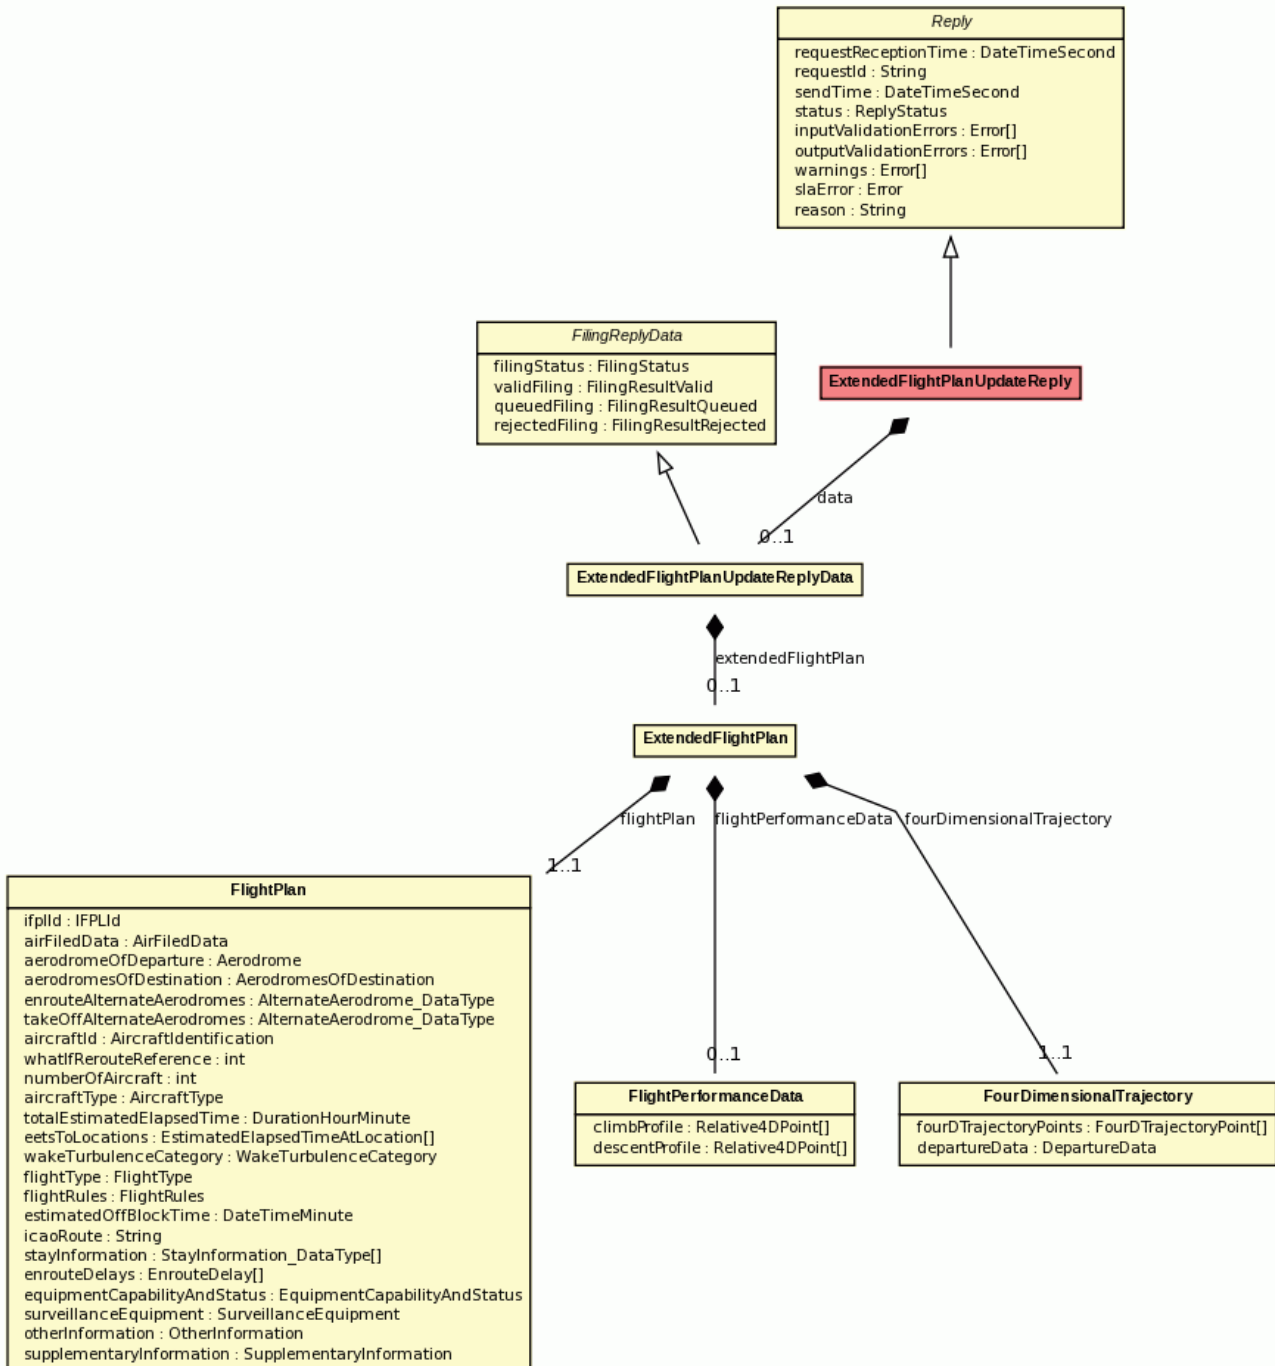 Reply
requestReceptionTime : DateTimeSecond
requestId : String
sendTime : DateTimeSecond
status : ReplyStatus
inputValidationErrors : Error[]
outputValidationErrors : Error[]
warnings : Error[]
slaError : Error
reason : String
FilingReplyData
filingStatus : FilingStatus
validFiling : FilingResultValid
queuedFiling : FilingResultQueued
rejectedFiling : FilingResultRejected
ExtendedFlightPlanUpdateReply
data
0..1
ExtendedFlightPlanUpdateReplyData
extendedFlightPlan
0..1
ExtendedFlightPlan
flightPlan
flightPerformanceData
fourDimensionalTrajectory
1..1
0..1
1..1
FlightPlan
ifplId : IFPLId
airFiledData : AirFiledData
aerodromeOfDeparture : Aerodrome
aerodromesOfDestination : AerodromesOfDestination
enrouteAlternateAerodromes : AlternateAerodrome_DataType
takeOffAlternateAerodromes : AlternateAerodrome_DataType
aircraftId : AircraftIdentification
whatIfRerouteReference : int
numberOfAircraft : int
aircraftType : AircraftType
totalEstimatedElapsedTime : DurationHourMinute
eetsToLocations : EstimatedElapsedTimeAtLocation[]
wakeTurbulenceCategory : WakeTurbulenceCategory
flightType : FlightType
flightRules : FlightRules
estimatedOffBlockTime : DateTimeMinute
icaoRoute : String
stayInformation : StayInformation_DataType[]
enrouteDelays : EnrouteDelay[]
equipmentCapabilityAndStatus : EquipmentCapabilityAndStatus
surveillanceEquipment : SurveillanceEquipment
otherInformation : OtherInformation
supplementaryInformation : SupplementaryInformation
FlightPerformanceData
climbProfile : Relative4DPoint[]
descentProfile : Relative4DPoint[]
FourDimensionalTrajectory
fourDTrajectoryPoints : FourDTrajectoryPoint[]
departureData : DepartureData